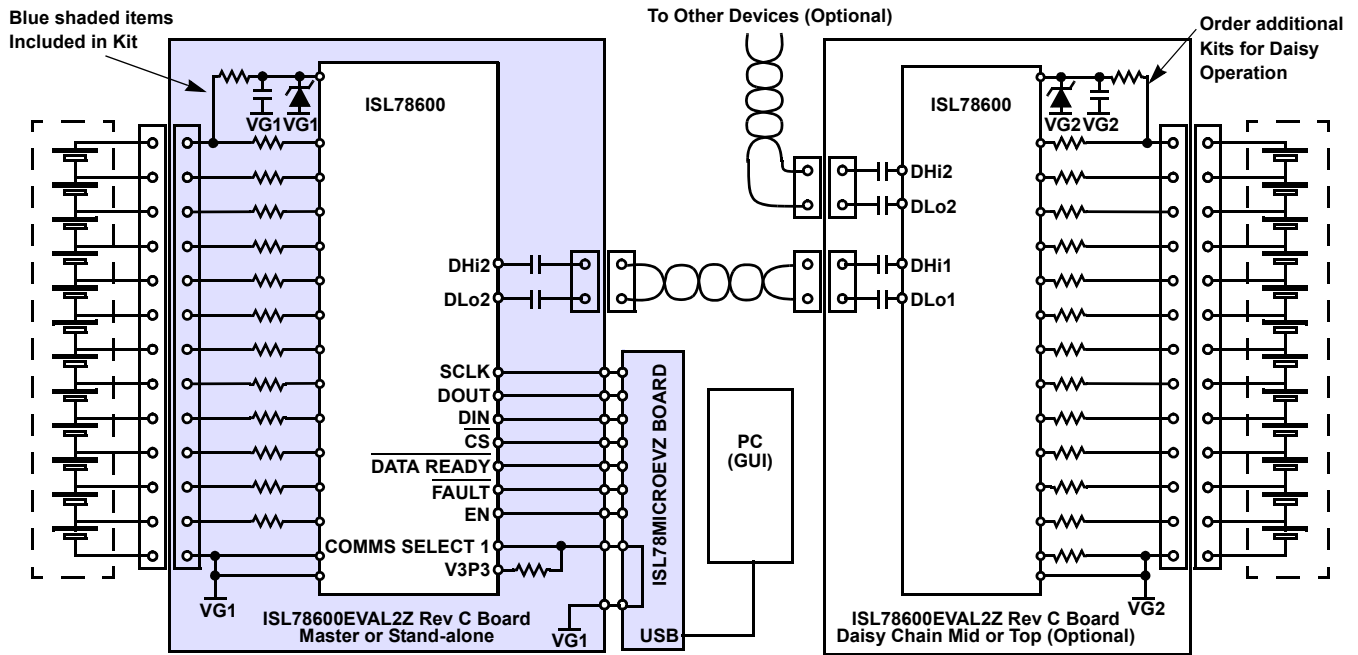 Blue shaded items
Included in Kit
To Other Devices (Optional)
Order additional
Kits for Daisy
Operation
VG1 VG1
ISL78600
DHi2
DLo2
SCLK
DOUT
DIN
CS
DATA READY
FAULT
EN
COMMS SELECT 1
V3P3
VG1
VG1
ISL78600EVAL2Z Rev C Board
Master or Stand-alone
ISL78MICROEVZ BOARD
USB
PC
(GUI)
ISL78600
VG2 VG2
DHi2
DLo2
DHi1
DLo1
VG2
ISL78600EVAL2Z Rev C Board
Daisy Chain Mid or Top (Optional)